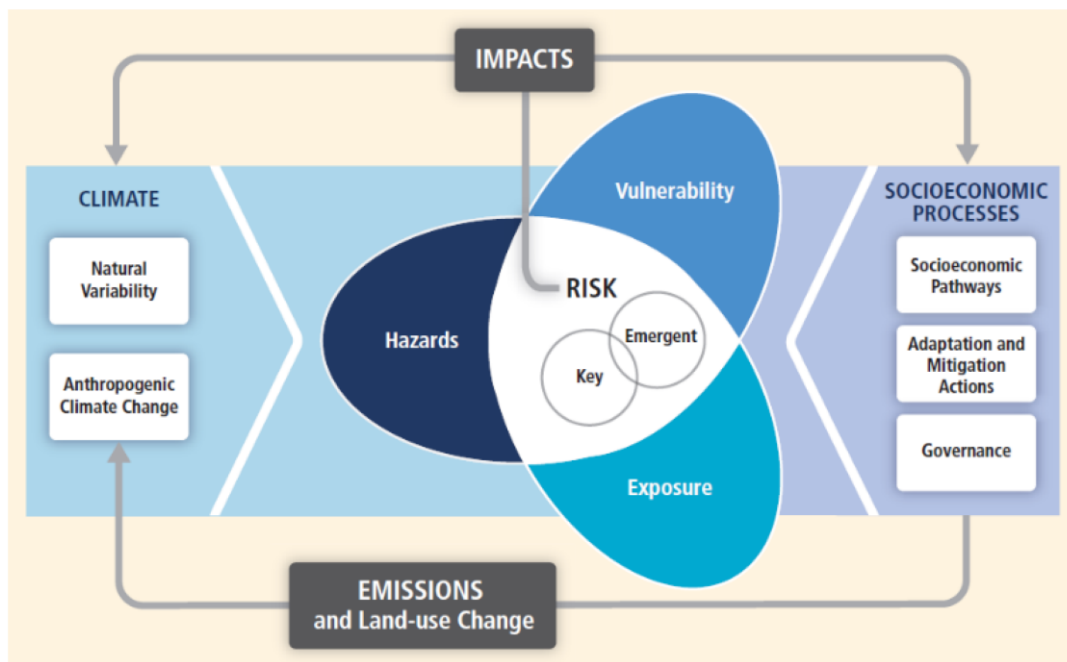 IMPACTS
CLIMATE
Natural
Variability
Anthropogenic
Climate Change
Vulnerability
Hazards
RISK
Emergent
Key
Exposure
SOCIOECONOMIC
PROCESSES
Socioeconomic
Pathways
Adaptation and
Mitigation
Actions
Governance
EMISSIONS
and Land-use Change